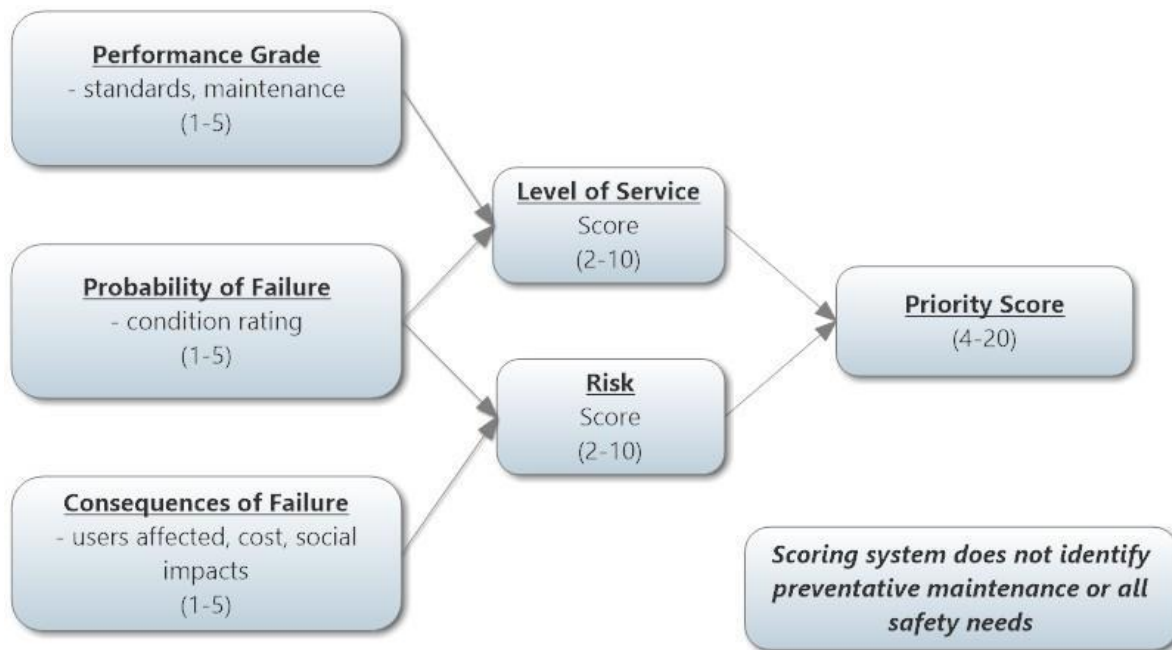 Performance Grade
- standards, maintenance
(1-5)
Probability of Failure
- condition rating
(1-5)
Consequences of Failure
- users affected, cost, social
impacts
(1-5)
Level of Service
Score
(2-10)
Risk
Score
(2-10)
Priority Score
(4-20)
Scoring system does not identify
preventative maintenance or all
safety needs